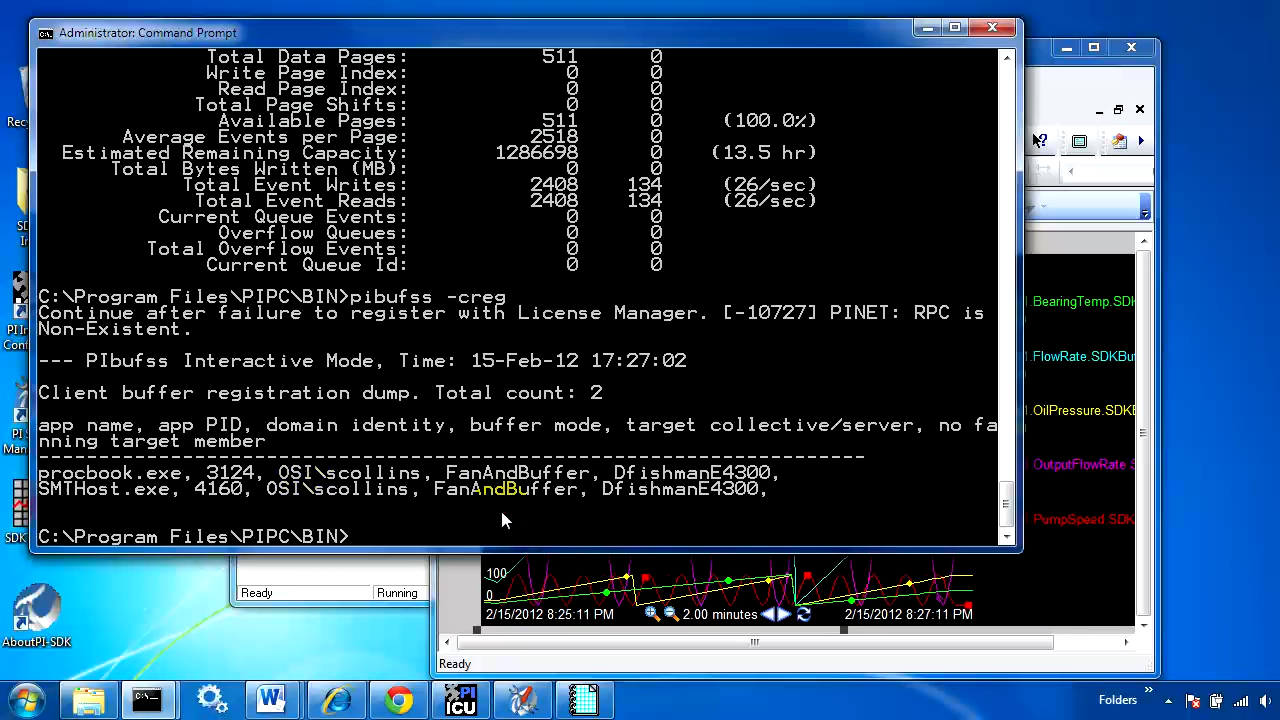 Administrator: Command Prompt
Total Data Pages: 511 0
Write Page Index: 0 0
Read Page Index: 0 0
Total Page Shifts: 0 0
Available Pages: 511 0 (100.0%)
Average Events per Page: 2518 0
Estimated Remaining Capacity: 1286698 0 (13.5 hr)
Total Bytes Written (MB): 0 0
Total Event Writes: 2408 134 (26/sec)
Total Event Reads: 2408 134 (26/sec)
Current Queue Events: 0 0
Overflow Queues: 0 0
Total Overflow Events: 0 0
Current Queue Id: 0 0
C:\Program Files\PIPC\BIN>pibufss -creg
Continue after failure to register with License Manager. [-10727] PINET: RPC is
Non-Existent.
--- PIbufss Interactive Mode, Time: 15-Feb-12 17:27:02
Client buffer registration dump. Total count: 2
app name, app PID, domain identity, buffer mode, target collective/server, no fa
nning target member
--------------------------------------------------------------------
procbook.exe, 3124, OSI\scollins, FanAndBuffer, DfishmanE4300,
SMTHost.exe, 4160, OSI\scollins, FanAndBuffer, DfishmanE4300,
C:\Program Files\PIPC\BIN>
.BearingTemp.SDK
.FlowRate.SDKBu
.OilPressure.SDK
.OutputFlowRate
.PumpSpeed SDK
100
0
2/15/2012 8:25:11 PM
2.00 minutes
2/15/2012 8:27:11 PM
Ready
Running
Ready
AboutPI-SDK
PI
ICU
Folders